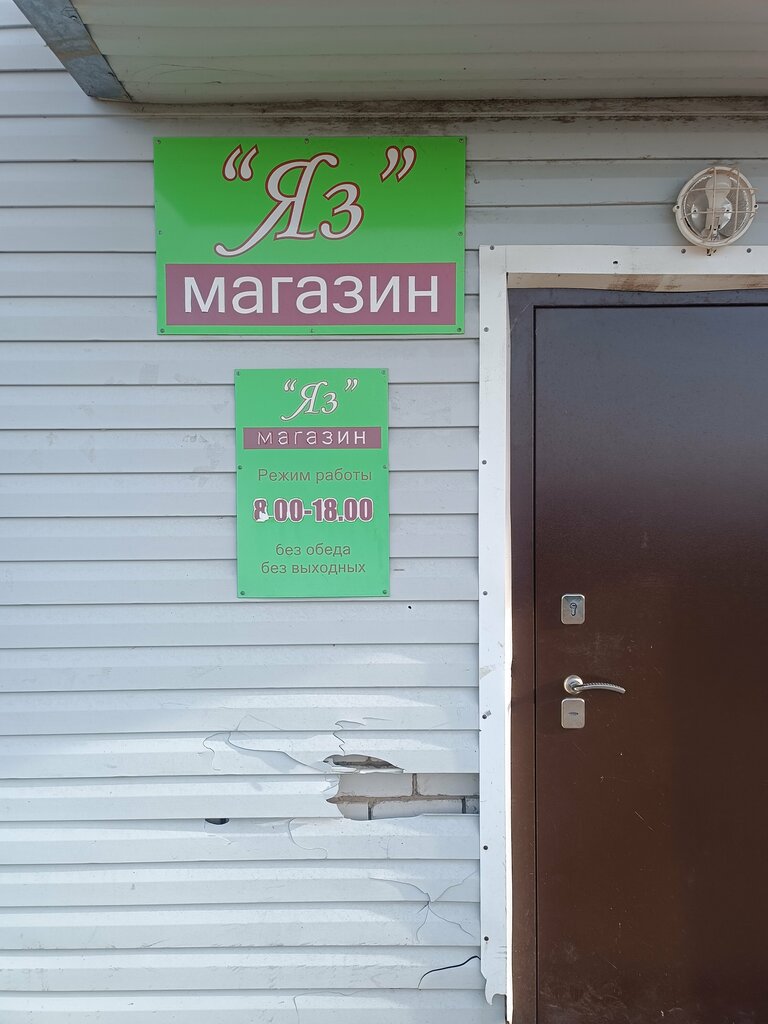 “Яз”
магазин
“Яз”
магазин
Режим работы
8.00-18.00
без обеда
без выходных